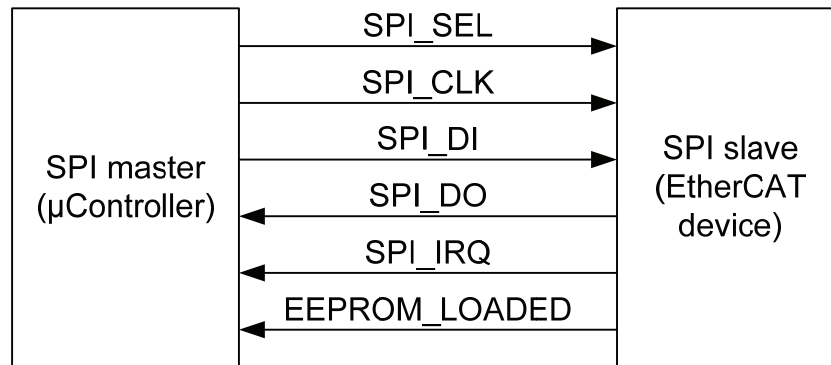 SPI_SEL
SPI_CLK
SPI_DI
SPI_DO
SPI_IRQ
EEPROM_LOADED
SPI master
(µController)
SPI slave
(EtherCAT
device)